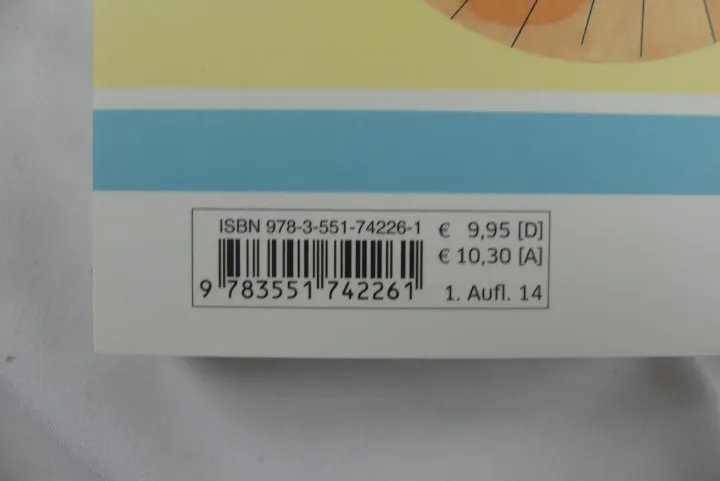 ISBN 978-3-551-74226-1
€ 9,95 [D]
€ 10,30 [A]
9 783551 742261
1. Aufl. 14